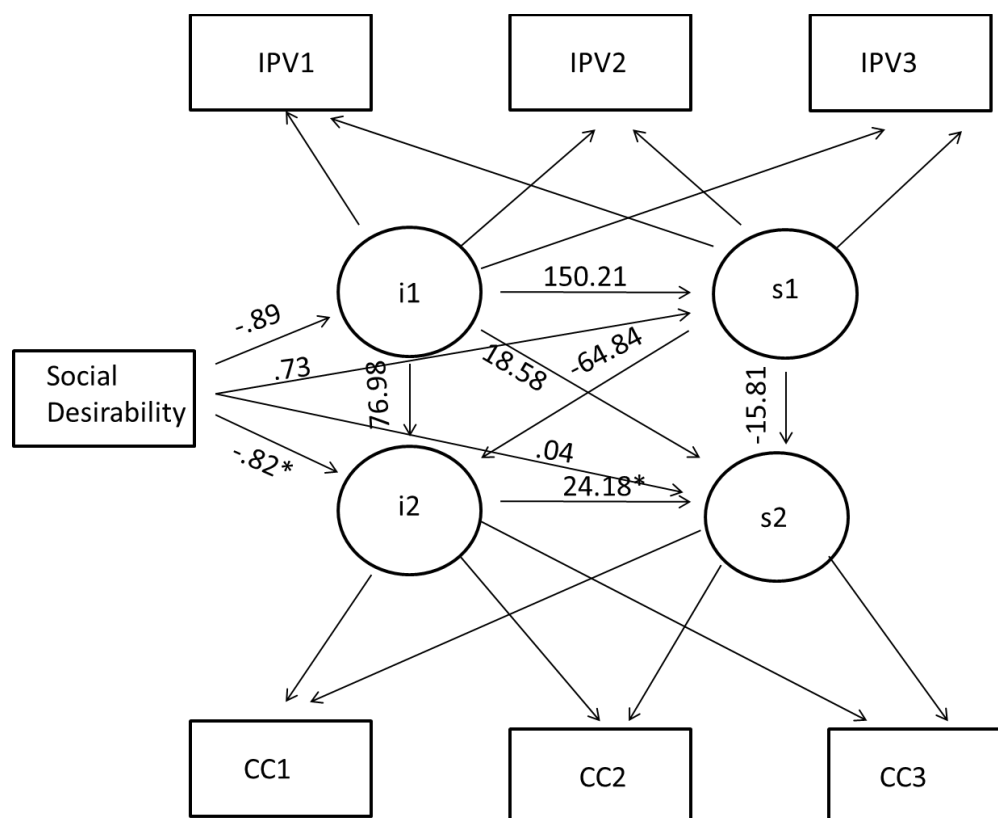 IPV1
IPV2
IPV3
i1
150.21
s1
-.89
.73
76.98
18.58
-64.84
-15.81
Social
Desirability
-.82*
.04
24.18*
i2
s2
CC1
CC2
CC3